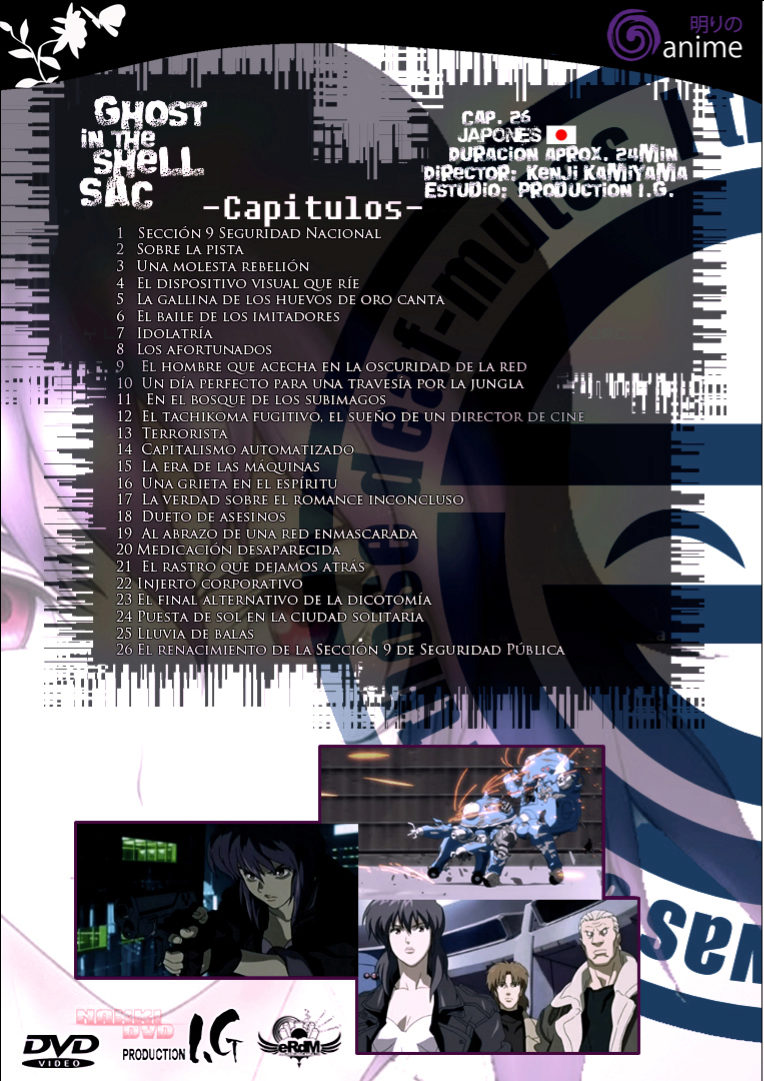 明りの
anime
GHOST
IN THE
SHELL
SAC
CAP. 26
JAPONES
DURACION APROX. 24MIN
DIRECTOR: KENJI KAMIYAMA
ESTUDIO: PRODUCTION I.G.
-Capitulos-
1 Sección 9 Seguridad Nacional
2 Sobre la pista
3 Una molesta rebelión
4 El dispositivo visual que ríe
5 La gallina de los huevos de oro canta
6 El baile de los imitadores
7 Idolatría
8 Los afortunados
9 El hombre que acecha en la oscuridad de la red
10 Un día perfecto para una travesía por la jungla
11 En el bosque de los subimagos
12 El tachikoma fugitivo, el sueño de un director de cine
13 Terrorista
14 Capitalismo automatizado
15 La era de las máquinas
16 Una grieta en el espíritu
17 La verdad sobre el romance inconcluso
18 Dueto de asesinos
19 Al abrazo de una red enmascarada
20 Medicación desaparecida
21 El rastro que dejamos atrás
22 Injerto corporativo
23 El final alternativo de la dicotomía
24 Puesta de sol en la ciudad solitaria
25 Lluvia de balas
26 El renacimiento de la Sección 9 de Seguridad Pública
deaf-mutes
was
DVD
VIDEO
DVD
PRODUCTION I.G
eRdM